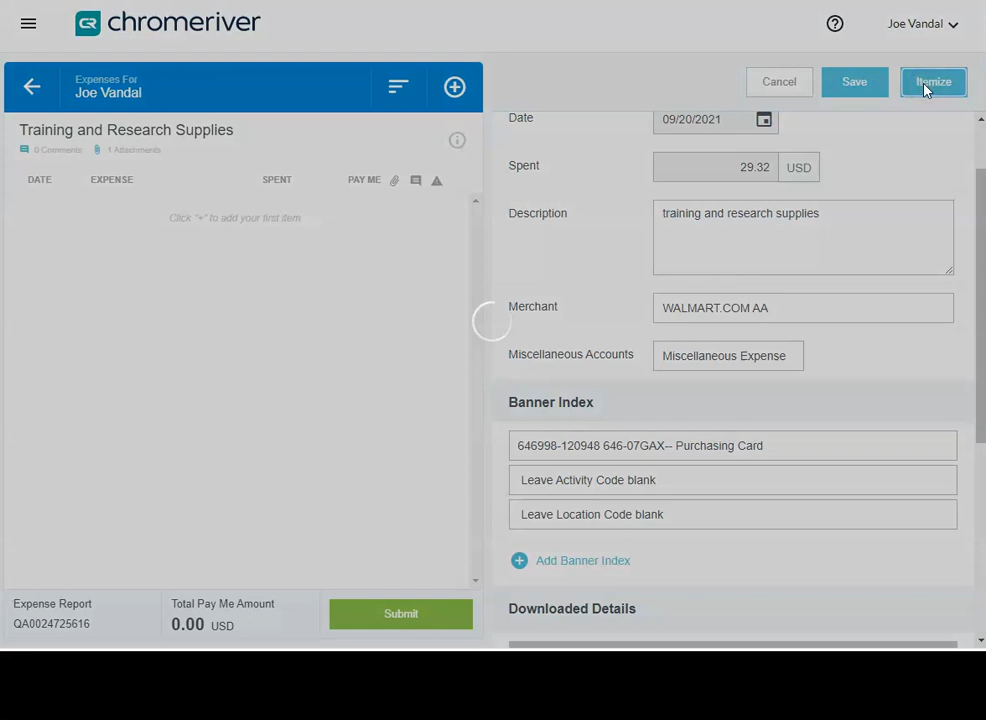 CR chromeriver
Joe Vandal
Expenses For
Joe Vandal
Training and Research Supplies
0 Comments 1 Attachments
DATE EXPENSE SPENT PAY ME
Click "+" to add your first item
Expense Report
QA0024725616
Total Pay Me Amount
0.00 USD
Submit
Cancel Save Itemize
Date 09/20/2021
Spent 29.32 USD
Description training and research supplies
Merchant WALMART.COM AA
Miscellaneous Accounts Miscellaneous Expense
Banner Index
646998-120948 646-07GAX-- Purchasing Card
Leave Activity Code blank
Leave Location Code blank
Add Banner Index
Downloaded Details